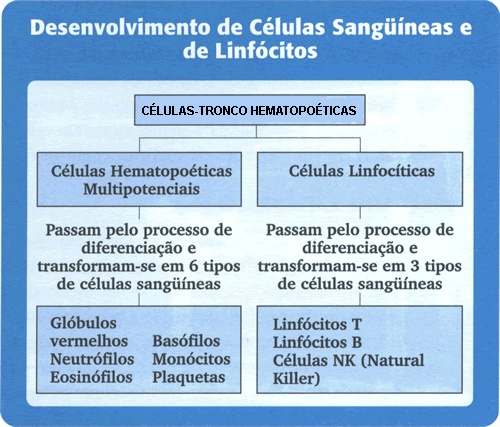 Desenvolvimento de Células Sangüíneas e
de Linfócitos
CÉLULAS-TRONCO HEMATOPOÉTICAS
Células Hematopoéticas
Multipotenciais
Passam pelo processo de
diferenciação e
transformam-se em 6 tipos
de células sangüíneas
Glóbulos
vermelhos
Neutrófilos
Eosinófilos
Basófilos
Monócitos
Plaquetas
Células Linfocíticas
Passam pelo processo de
diferenciação e
transformam-se em 3 tipos
de células sangüíneas
Linfócitos T
Linfócitos B
Células NK (Natural
Killer)